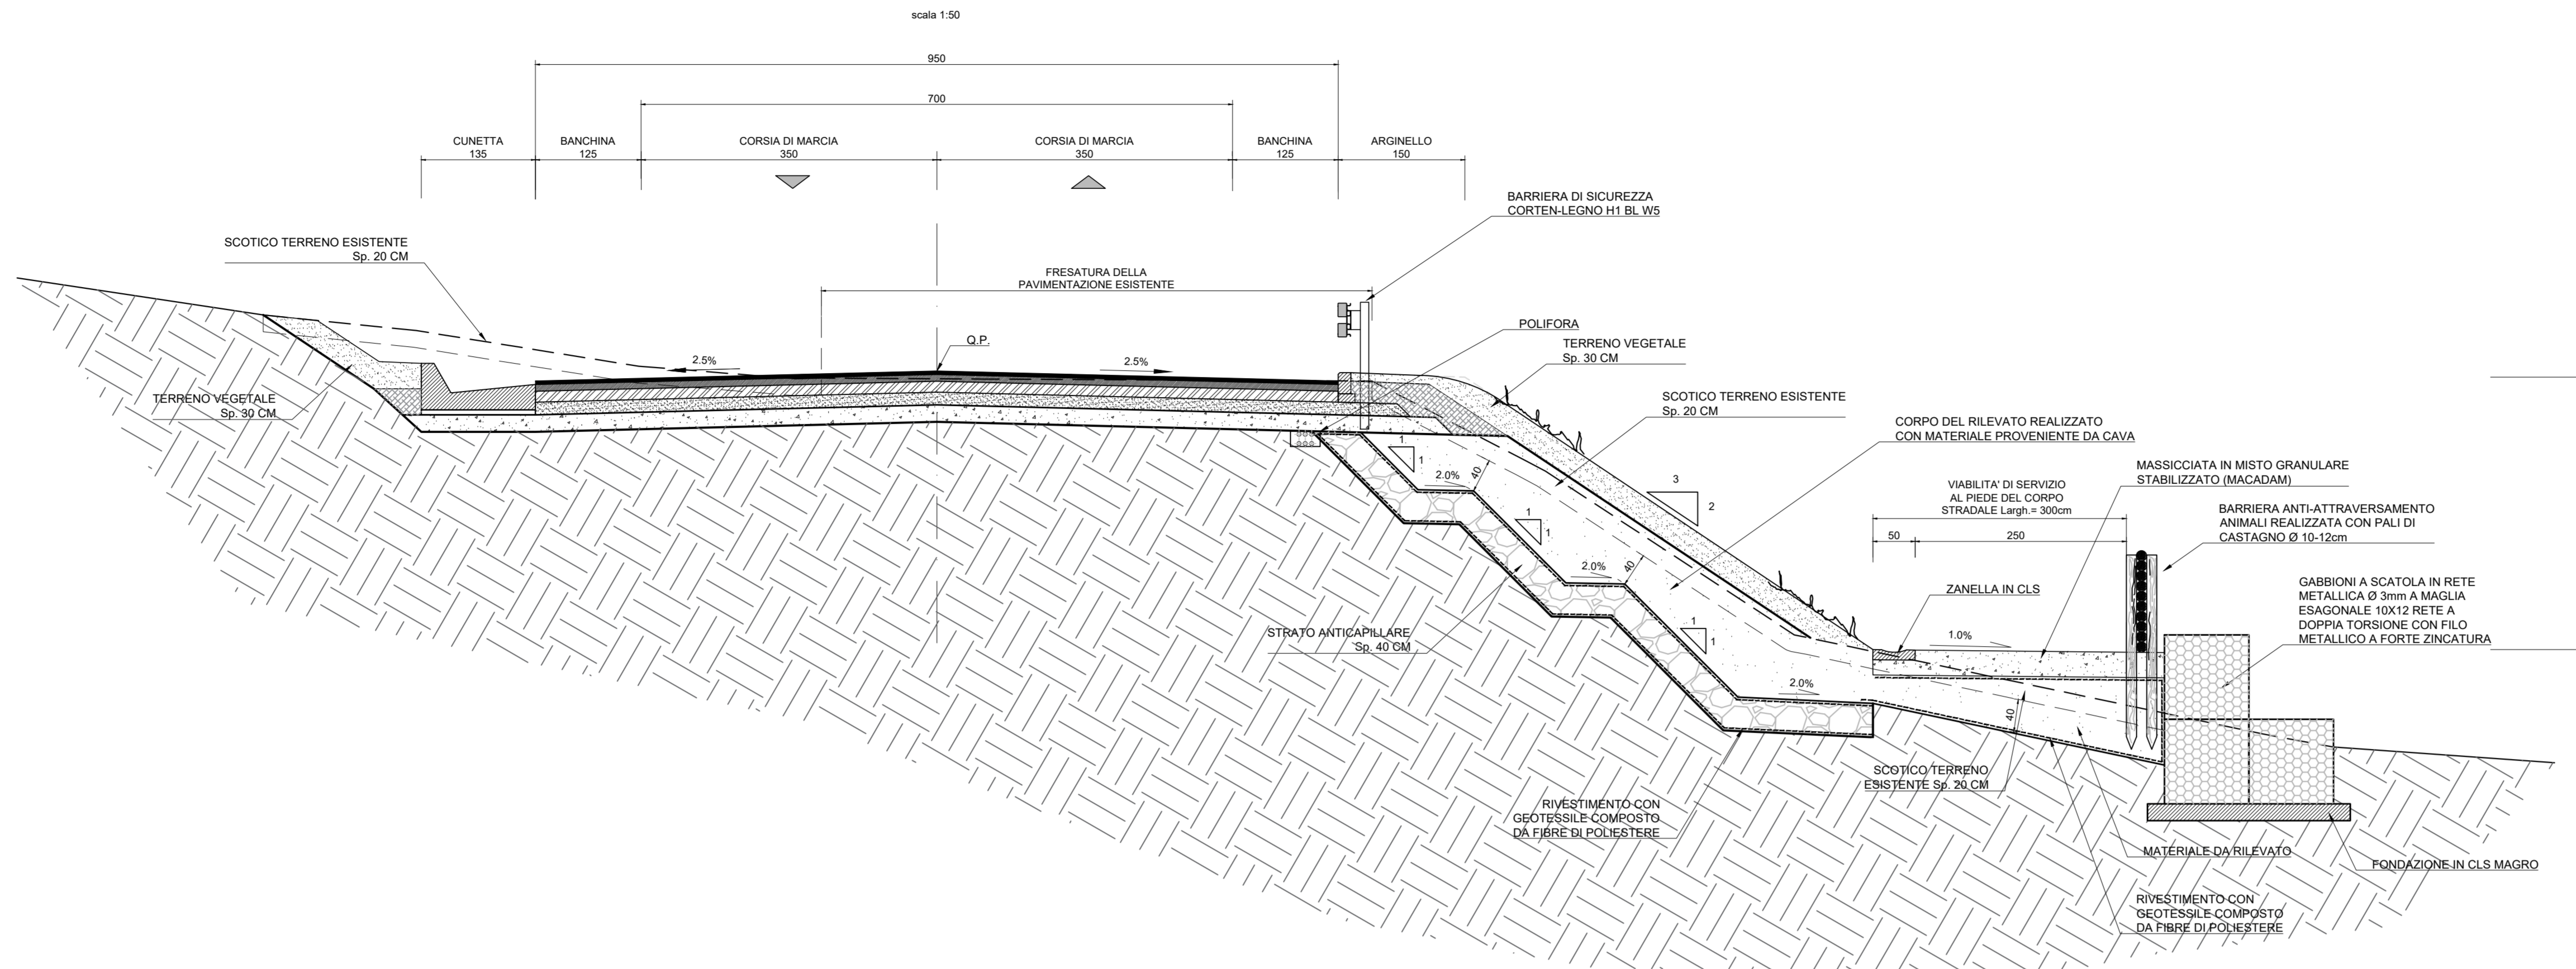 scala 1:50
950
700
CUNETTA
135
BANCHINA
125
CORSIA DI MARCIA
350
CORSIA DI MARCIA
350
BANCHINA
125
ARGINELLO
150
BARRIERA DI SICUREZZA
CORTEN-LEGNO H1 BL W5
SCOTICO TERRENO ESISTENTE
Sp. 20 CM
FRESATURA DELLA
PAVIMENTAZIONE ESISTENTE
POLIFORA
Q.P.
2.5%
2.5%
TERRENO VEGETALE
Sp. 30 CM
TERRENO VEGETALE
Sp. 30 CM
SCOTICO TERRENO ESISTENTE
Sp. 20 CM
CORPO DEL RILEVATO REALIZZATO
CON MATERIALE PROVENIENTE DA CAVA
1
1
2.0%
40
3
2
MASSICCIATA IN MISTO GRANULARE
STABILIZZATO (MACADAM)
VIABILITA' DI SERVIZIO
AL PIEDE DEL CORPO
STRADALE Largh.= 300cm
50
250
BARRIERA ANTI-ATTRAVERSAMENTO
ANIMALI REALIZZATA CON PALI DI
CASTAGNO Ø 10-12cm
1
1
2.0%
40
ZANELLA IN CLS
GABBIONI A SCATOLA IN RETE
METALLICA Ø 3mm A MAGLIA
ESAGONALE 10X12 RETE A
DOPPIA TORSIONE CON FILO
METALLICO A FORTE ZINCATURA
STRATO ANTICAPILLARE
Sp. 40 CM
1
1
1.0%
2.0%
40
SCOTICO TERRENO
ESISTENTE Sp. 20 CM
RIVESTIMENTO CON
GEOTESSILE COMPOSTO
DA FIBRE DI POLIESTERE
MATERIALE DA RILEVATO
FONDAZIONE IN CLS MAGRO
RIVESTIMENTO CON
GEOTESSILE COMPOSTO
DA FIBRE DI POLIESTERE